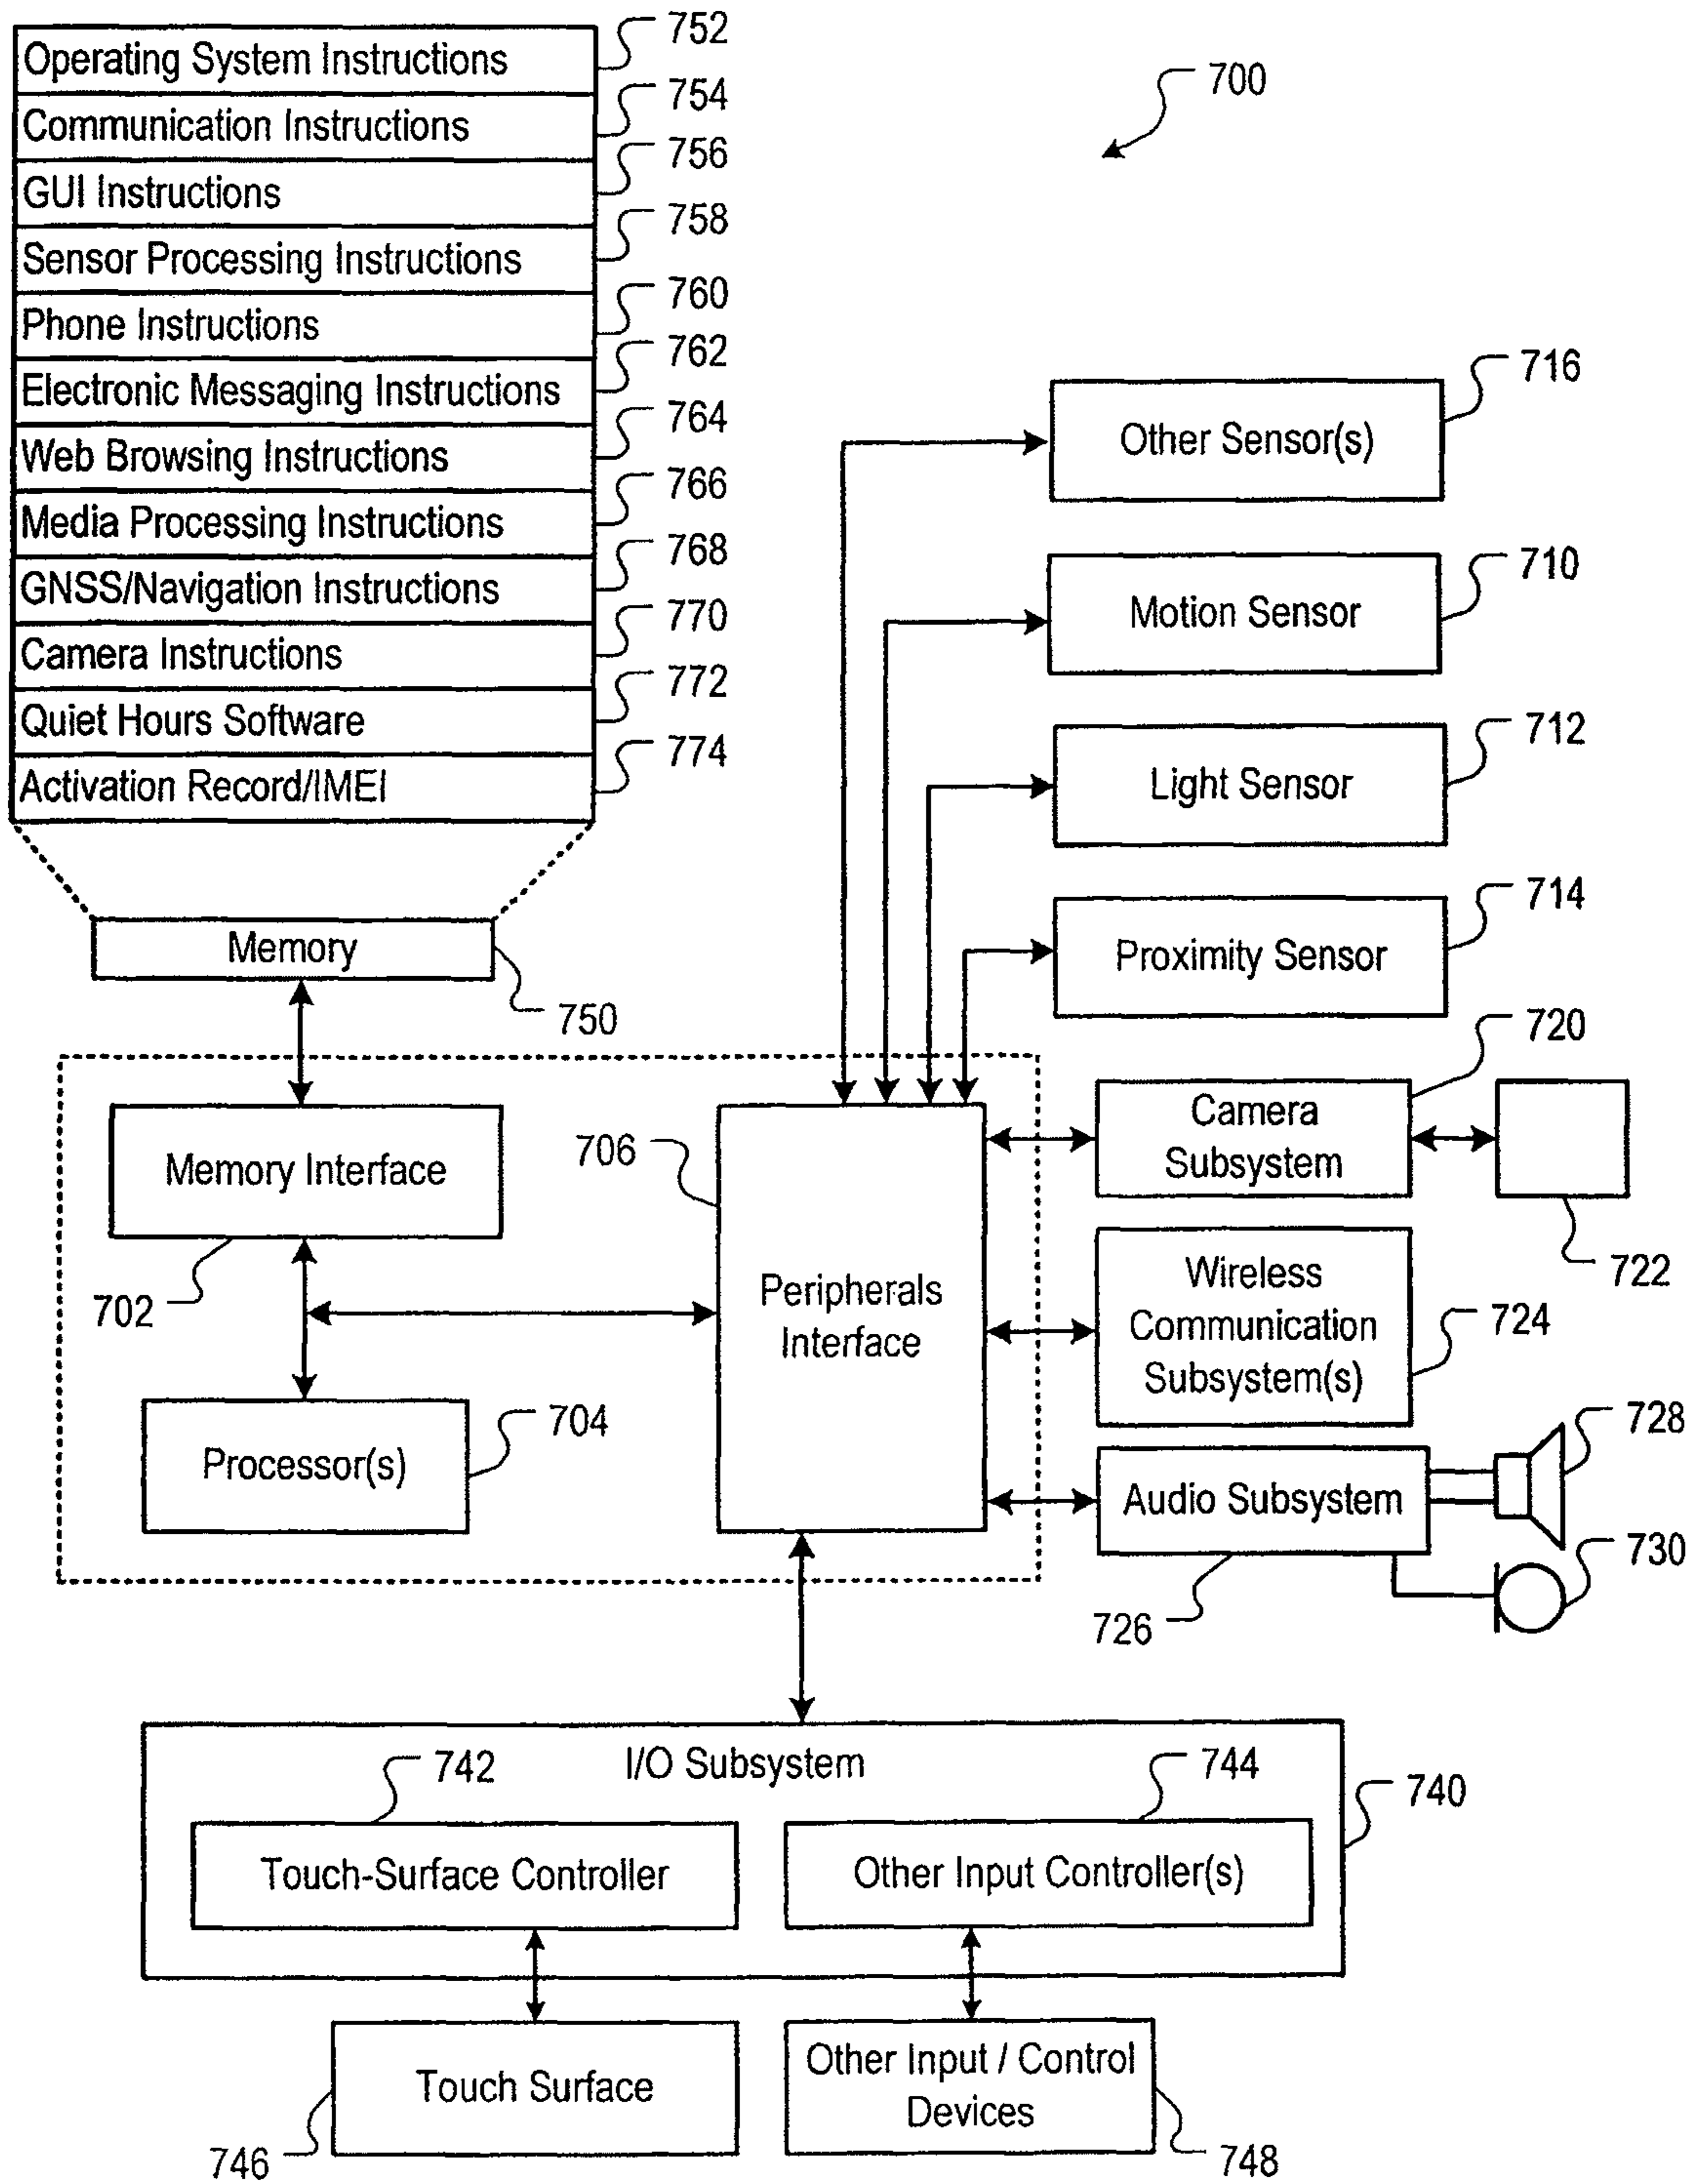 752
Operating System Instructions
700
754
Communication Instructions
756
GUI Instructions
758
Sensor Processing Instructions
760
Phone Instructions
762
Electronic Messaging Instructions
764
Web Browsing Instructions
766
Media Processing Instructions
768
GNSS/Navigation Instructions
770
Camera Instructions
772
Quiet Hours Software
774
Activation Record/IMEI
716
Other Sensor(s)
710
Motion Sensor
712
Light Sensor
714
Proximity Sensor
Memory
750
720
Camera
Subsystem
722
706
Memory Interface
702
Peripherals
Interface
Wireless
Communication
Subsystem(s)
724
704
Processor(s)
728
Audio Subsystem
730
726
I/O Subsystem
742
744
740
Touch-Surface Controller
Other Input Controller(s)
Touch Surface
746
Other Input / Control
Devices
748